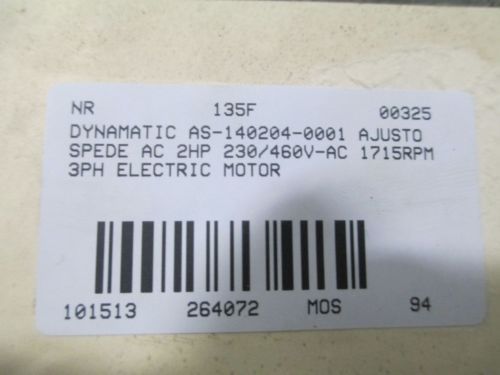 NR 135F 00325
DYNAMATIC AS-140204-0001 AJUSTO
SPEDE AC 2HP 230/460V-AC 1715RPM
3PH ELECTRIC MOTOR
101513 264072 MOS 94